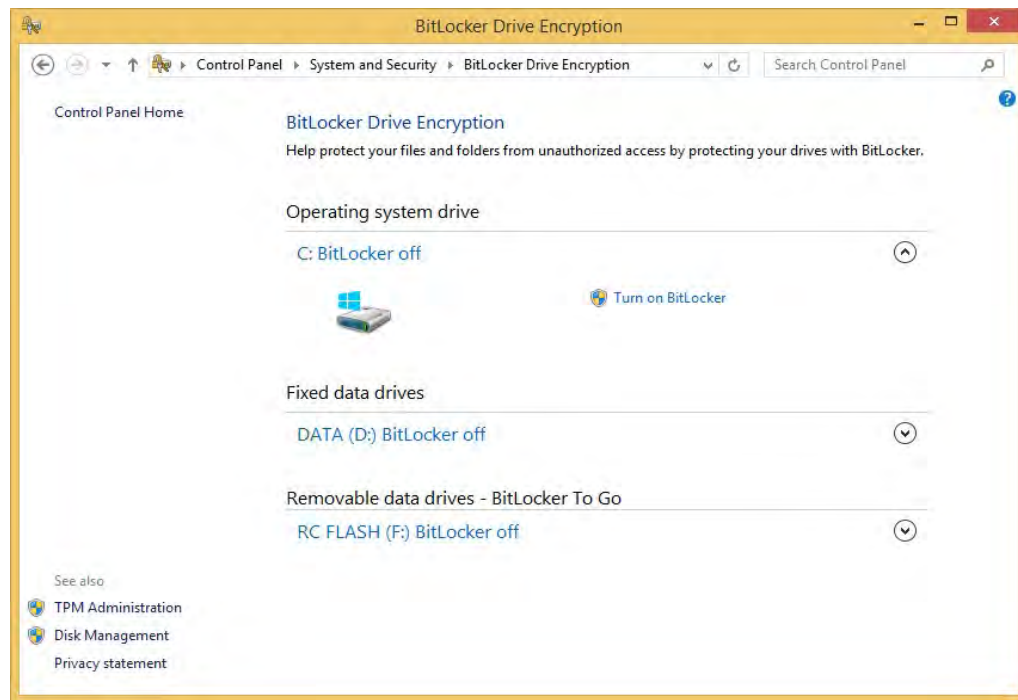 BitLocker Drive Encryption
Control Panel System and Security BitLocker Drive Encryption Search Control Panel
Control Panel Home
BitLocker Drive Encryption
Help protect your files and folders from unauthorized access by protecting your drives with BitLocker.
Operating system drive
C: BitLocker off
Turn on BitLocker
Fixed data drives
DATA (D:) BitLocker off
Removable data drives - BitLocker To Go
RC FLASH (F:) BitLocker off
See also
TPM Administration
Disk Management
Privacy statement